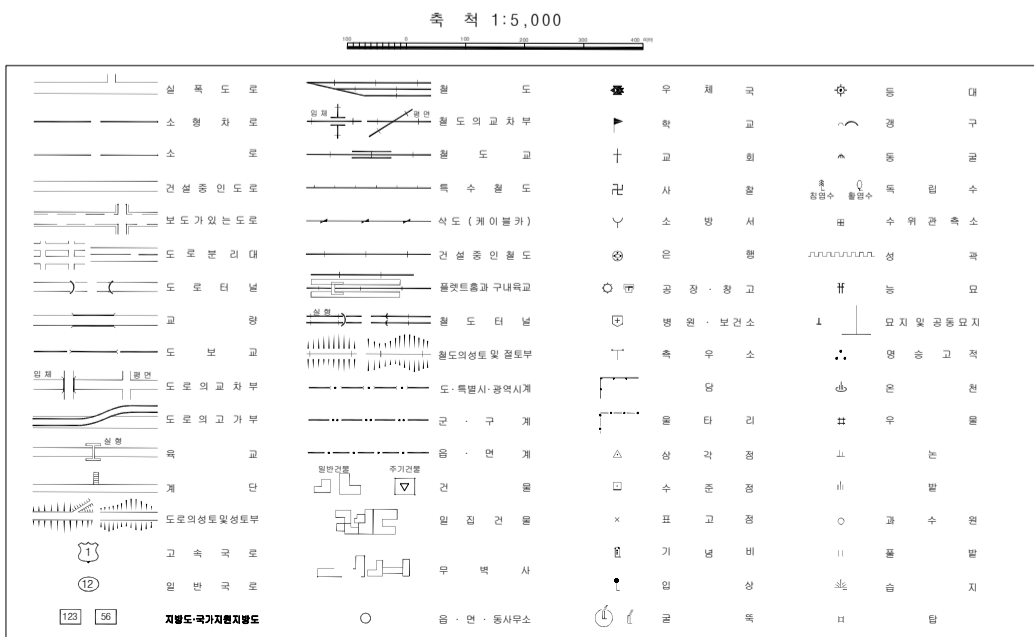 축 척 1:5,000
100 0 100 200 300 400
실 폭 도 로
소 형 차 로
소 로
건설중인도로
보도가있는도로
도 로 분 리 대
도 로 터 널
교 량
도 보 교
입 체 평 면
도 로 의 교 차 부
도 로 의 고 가 부
실 형
육 교
계 단
도로의성토및성토부
1
고 속 국 로
12
일 반 국 로
123 56
지방도·국가지원지방도
철 도
입 체 평 면
철 도 의 교 차 부
철 도 교
특 수 철 도
삭 도 ( 케 이 블 카 )
건 설 중 인 철 도
플랫트홈과 구내육교
실 형
철 도 터 널
철도의성토 및 절토부
도·특별시·광역시계
군 · 구 계
읍 · 면 계
일반건물 주기건물
건 물
밀 집 건 물
무 벽 사
읍 · 면 · 동사무소
우 체 국
학 교
교 회
사 찰
소 방 서
은 행
공 장 · 창 고
병 원 · 보 건 소
측 우 소
담
울 타 리
삼 각 점
수 준 점
표 고 점
기 념 비
입 상
굴 뚝
등 대
갱 구
동 굴
침엽수 활엽수
독 립 수
수 위 관 측 소
성 곽
능 묘
묘 지 및 공 동 묘 지
명 승 고 적
온 천
우 물
논
밭
과 수 원
풀 밭
습 지
탑